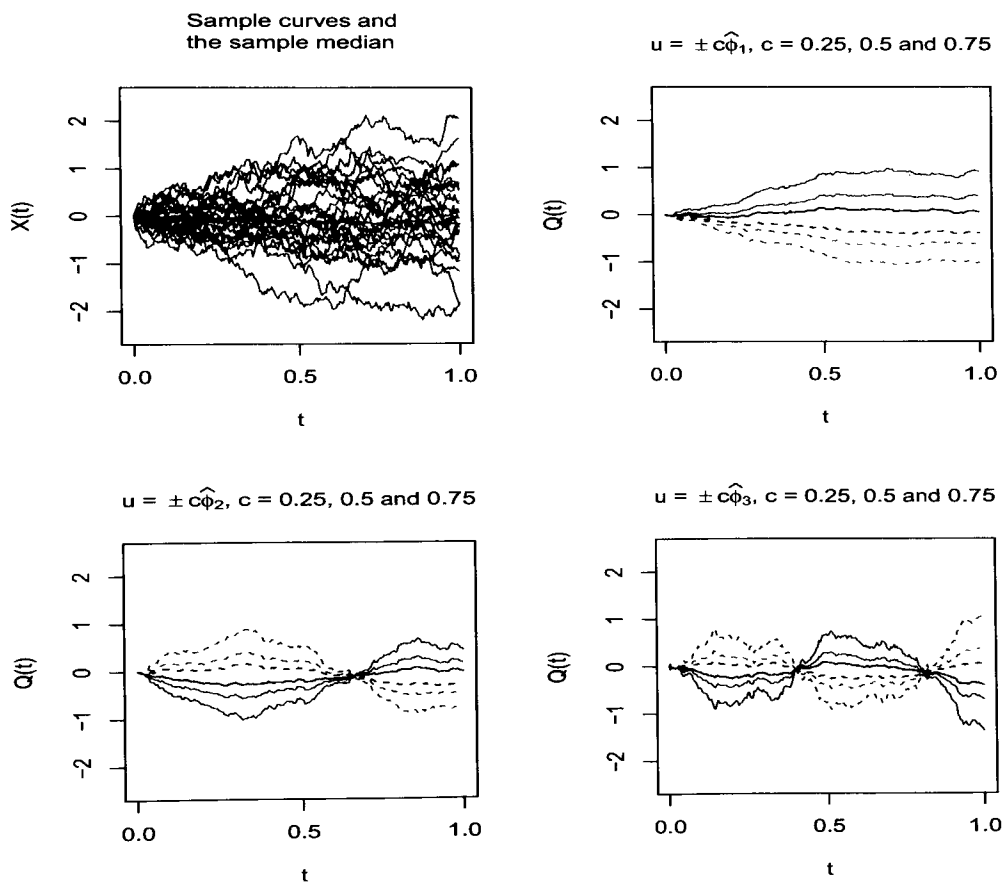 Sample curves and
the sample median
X(t)
2
1
0
−1
−2
0.0
0.5
1.0
t
u = ± cφ̂₁, c = 0.25, 0.5 and 0.75
Q(t)
2
1
0
−1
−2
0.0
0.5
1.0
t
u = ± cφ̂₂, c = 0.25, 0.5 and 0.75
Q(t)
2
1
0
−1
−2
0.0
0.5
1.0
t
u = ± cφ̂₃, c = 0.25, 0.5 and 0.75
Q(t)
2
1
0
−1
−2
0.0
0.5
1.0
t